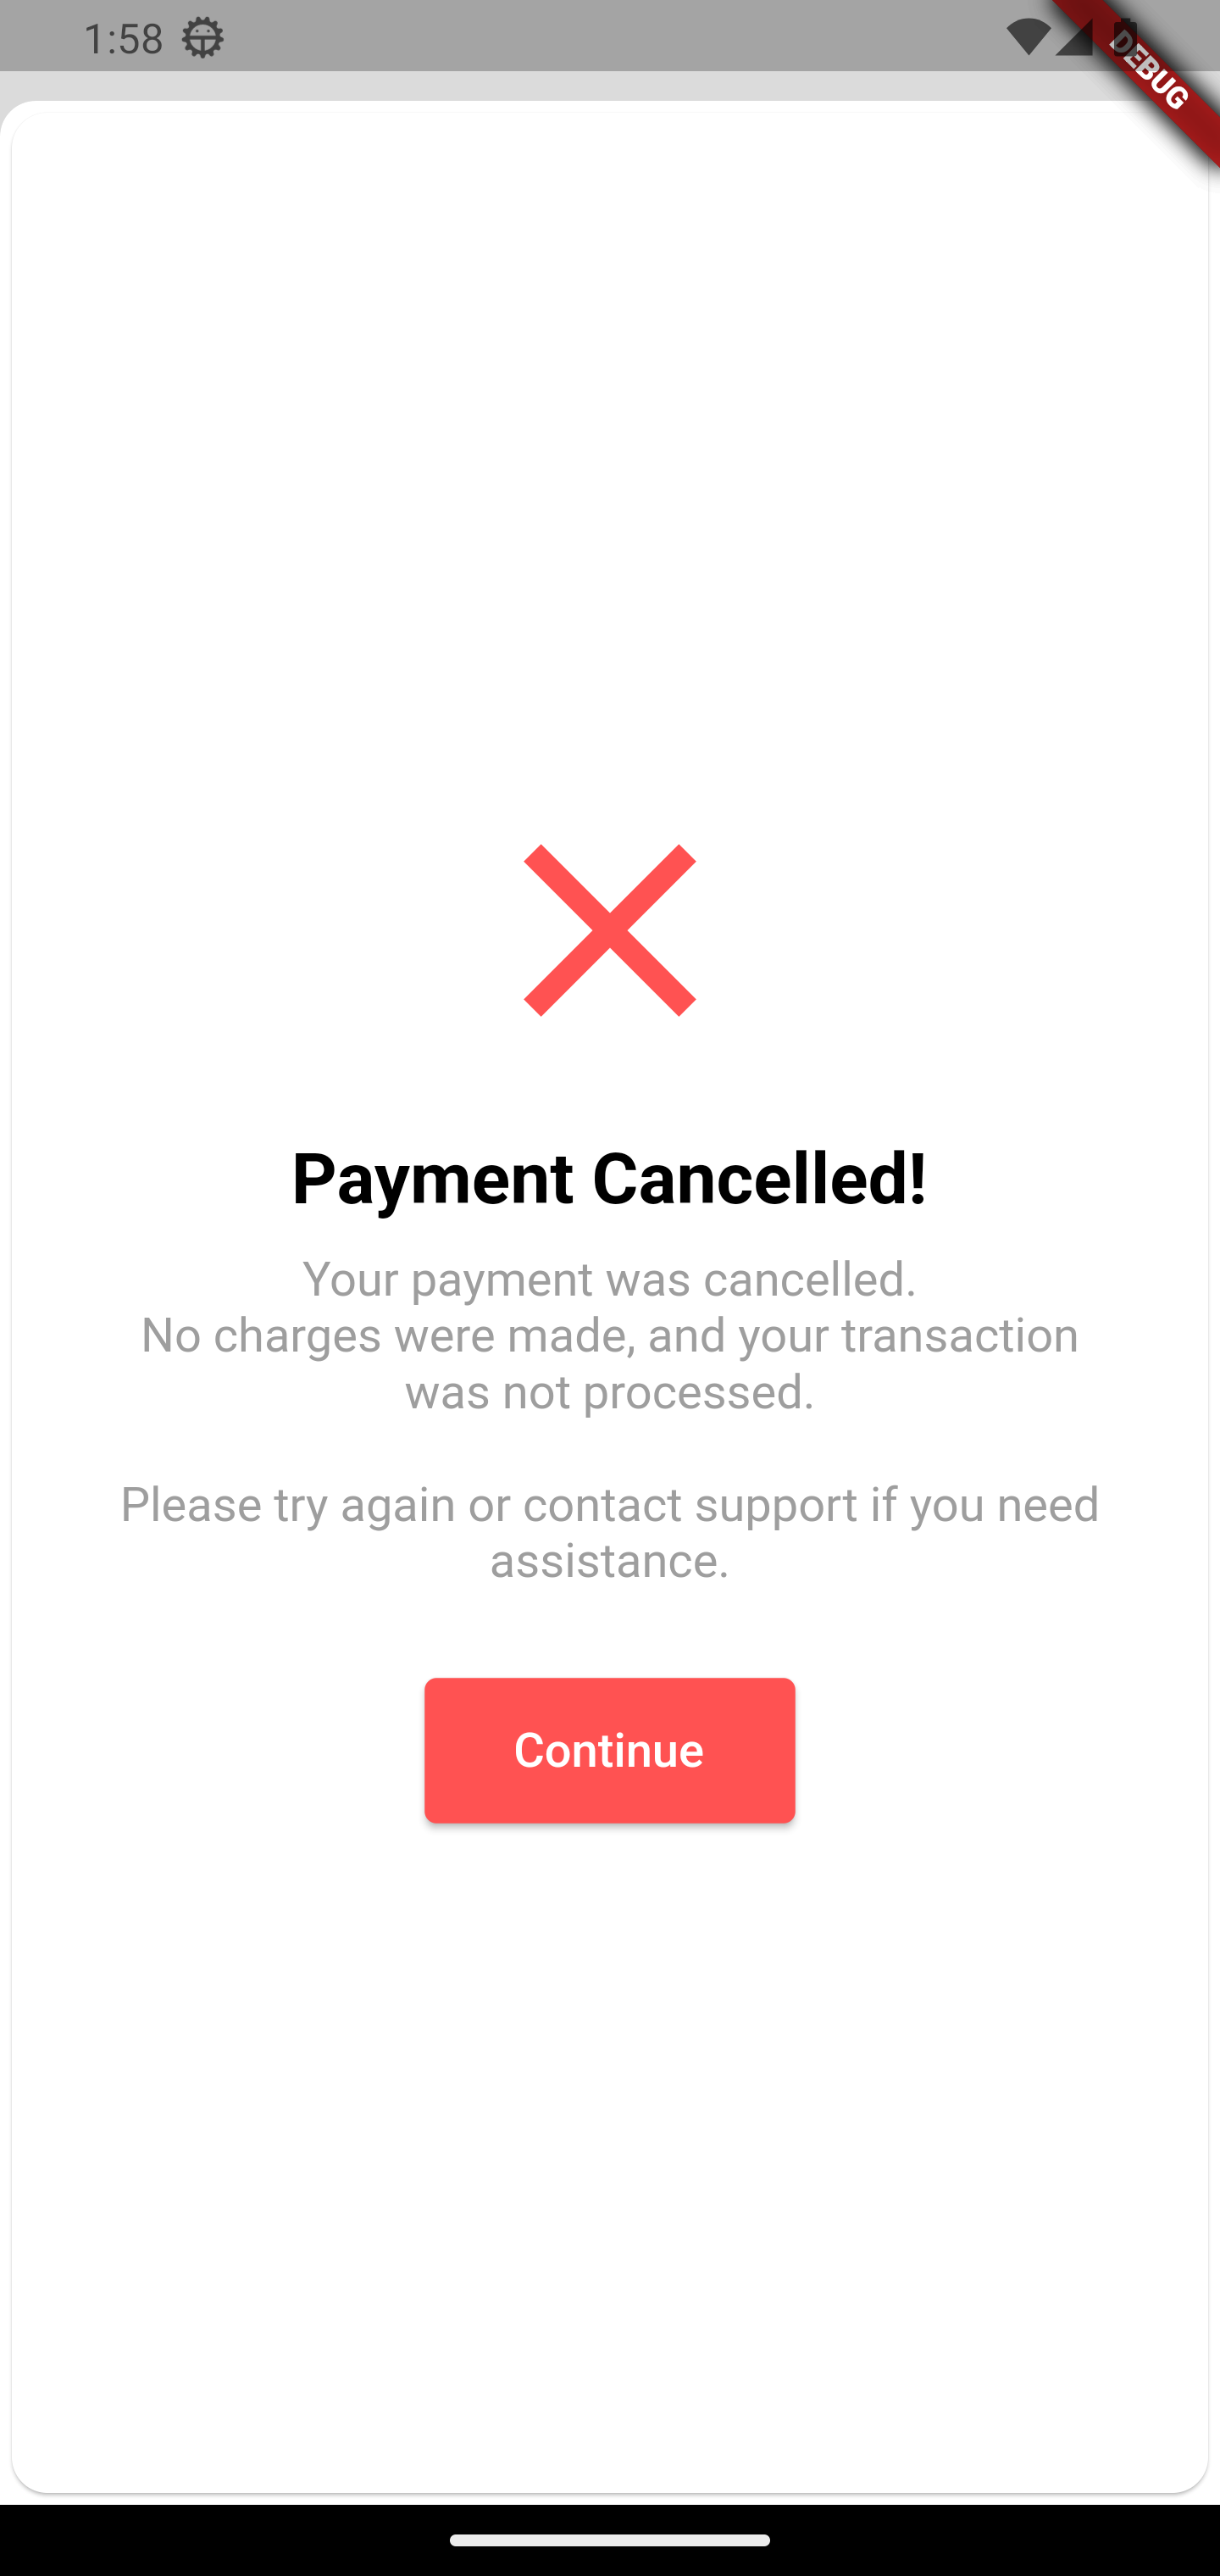 1:58
DEBUG
Payment Cancelled!
Your payment was cancelled.
No charges were made, and your transaction
was not processed.
Please try again or contact support if you need
assistance.
Continue